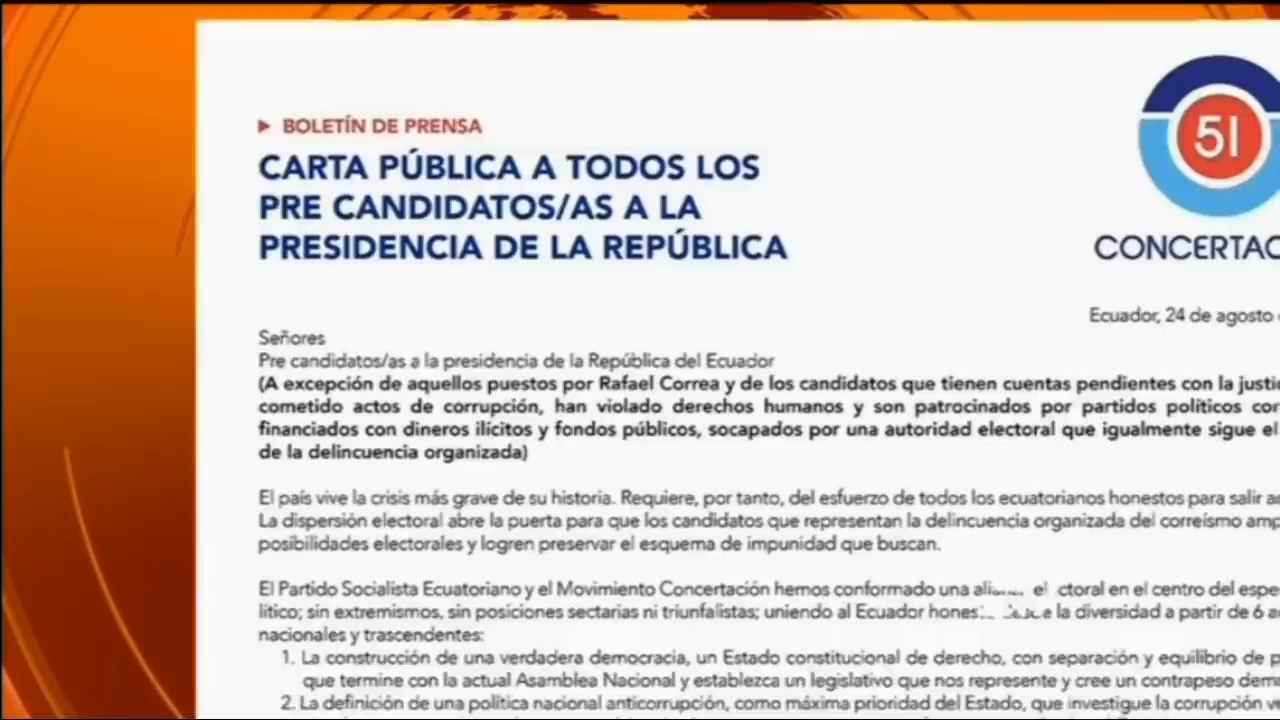 BOLETÍN DE PRENSA
CARTA PÚBLICA A TODOS LOS
PRE CANDIDATOS/AS A LA
PRESIDENCIA DE LA REPÚBLICA
51
CONCERTAC
Ecuador, 24 de agosto
Señores
Pre candidatos/as a la presidencia de la República del Ecuador
(A excepción de aquellos puestos por Rafael Correa y de los candidatos que tienen cuentas pendientes con la justi
cometido actos de corrupción, han violado derechos humanos y son patrocinados por partidos políticos
financiados con dineros ilícitos y fondos públicos, socapados por una autoridad electoral que igualmente sigue el
de la delincuencia organizada)
El país vive la crisis más grave de su historia. Requiere, por tanto, del esfuerzo de todos los ecuatorianos honestos para salir
La dispersión electoral abre la puerta para que los candidatos que representan la delincuencia organizada del correísmo amp
posibilidades electorales y logren preservar el esquema de impunidad que buscan.
El Partido Socialista Ecuatoriano y el Movimiento Concertación hemos conformado una el ctoral en el centro del espe
lítico; sin extremismos, sin posiciones sectarias ni triunfalistas; uniendo al Ecuador la diversidad a partir de 6 a
nacionales y trascendentes:
1. La construcción de una verdadera democracia, un Estado constitucional de derecho, con separación y equilibrio de p
que termine con la actual Asamblea Nacional y establezca un legislativo que nos represente y cree un contrapeso dem
2. La definición de una política nacional anticorrupción, como máxima prioridad del Estado, que investigue la corrupción